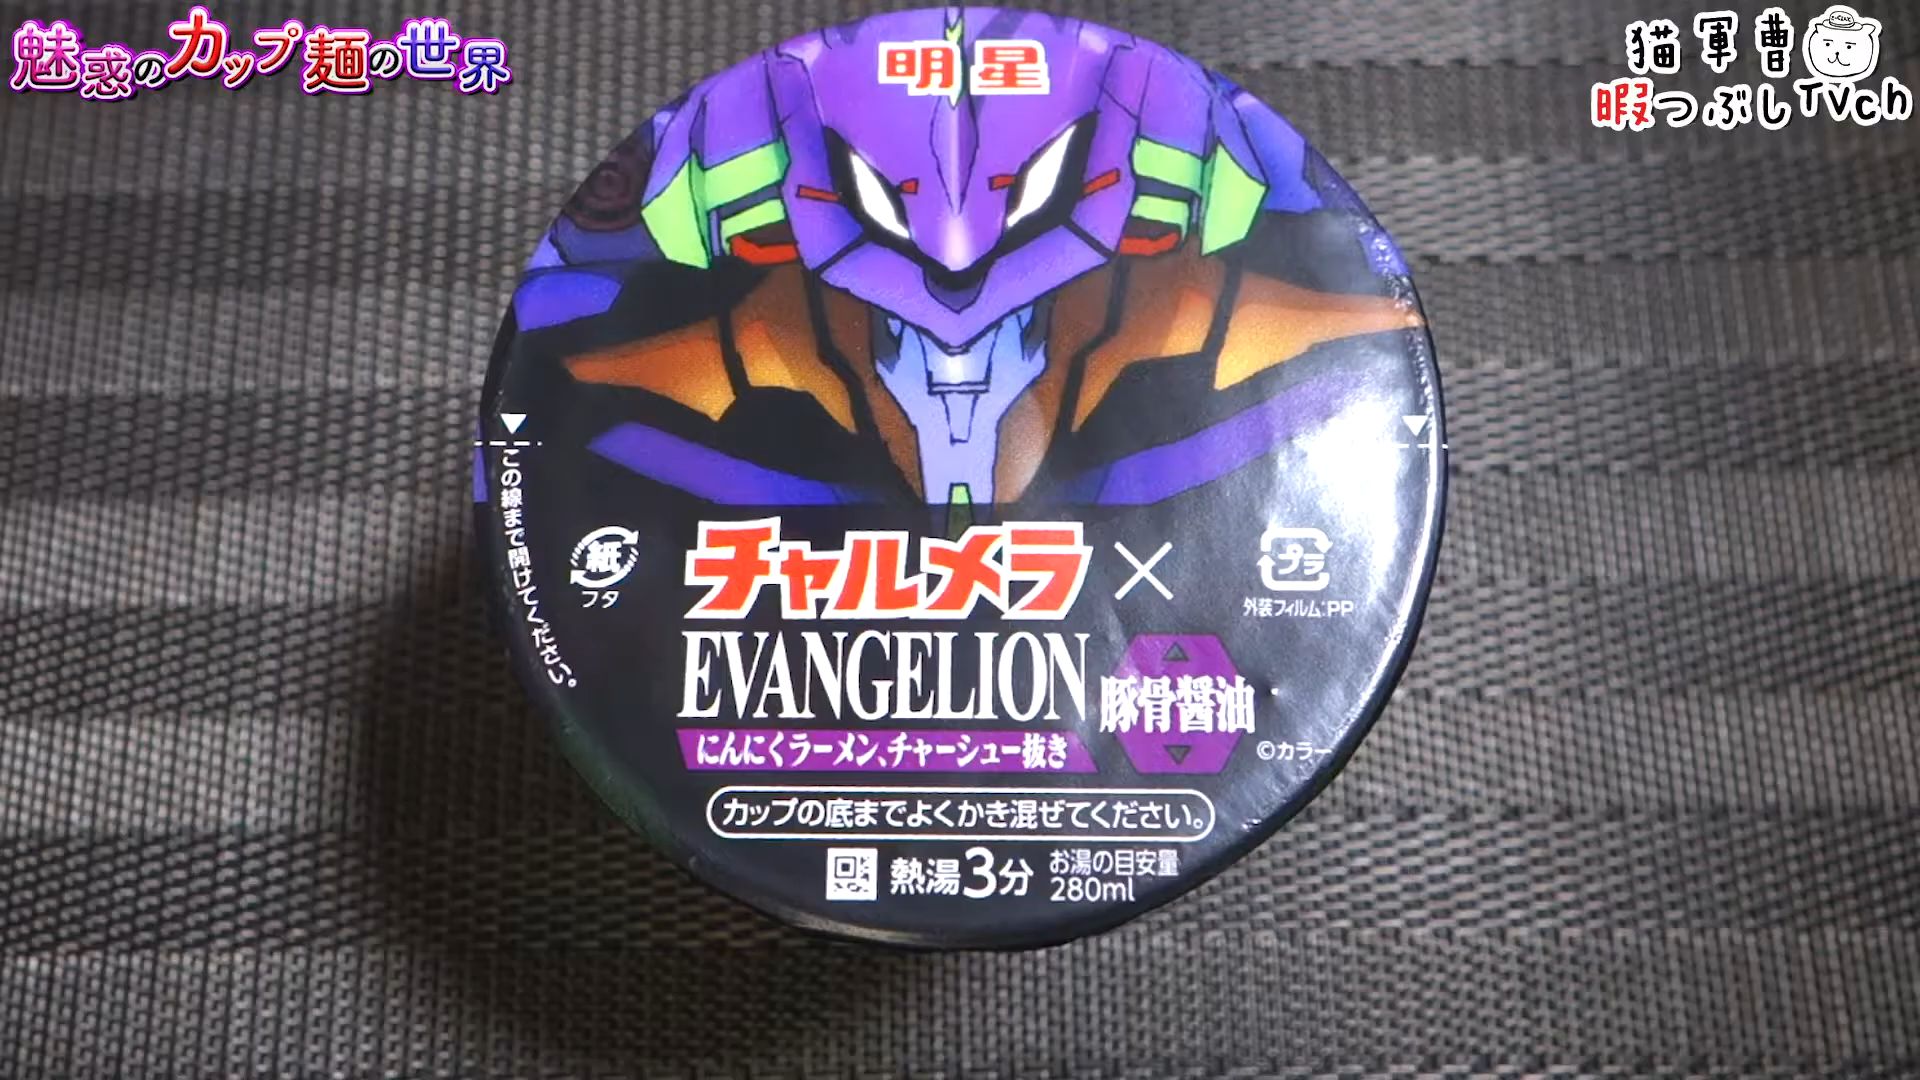 魅惑のカップ麺の世界
猫軍曹
暇つぶしTVch
明星
この線まで開けてください。
紙
フタ
チャルメラ×
プラ
外装フィルム:PP
EVANGELION
豚骨醤油
にんにくラーメン、チャーシュー抜き
©カラー
カップの底までよくかき混ぜてください。
熱湯3分
お湯の目安量
280ml